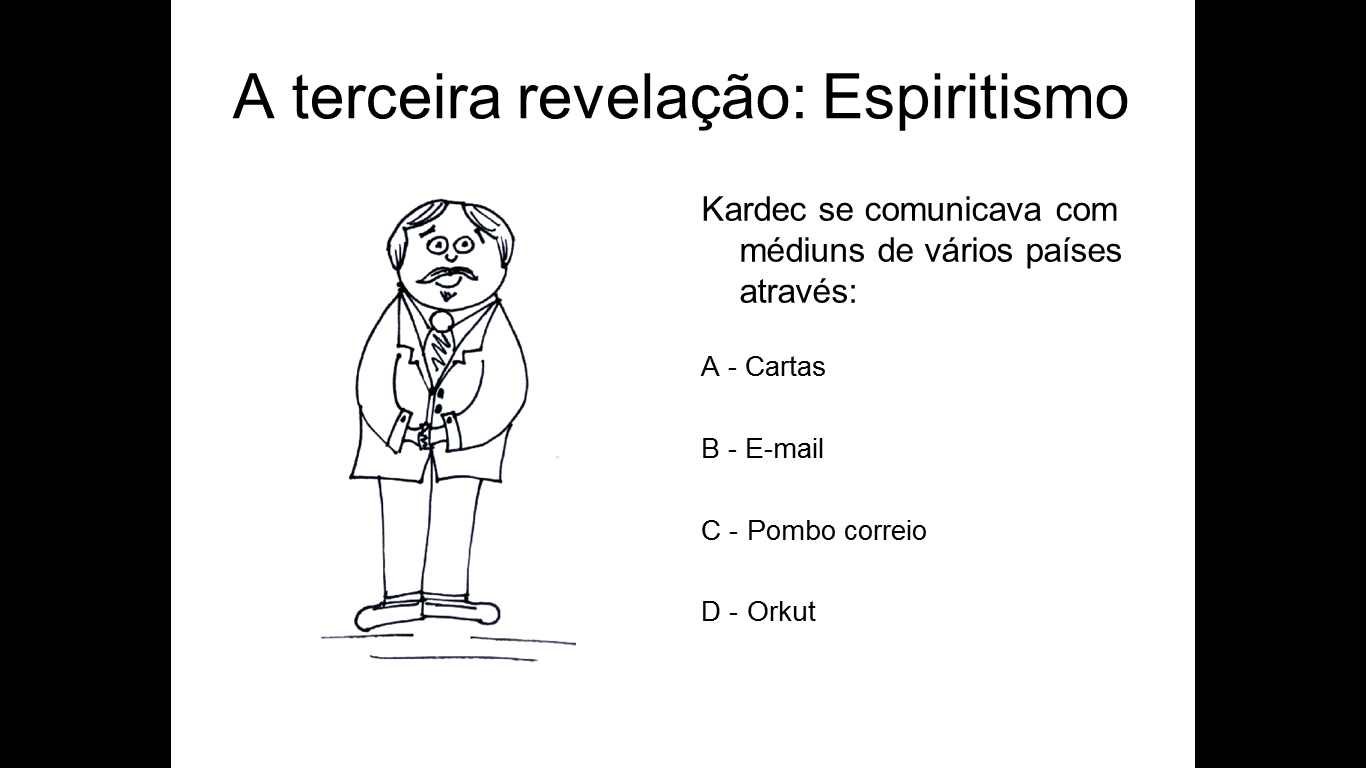 A terceira revelação: Espiritismo
Kardec se comunicava com
médiuns de vários países
através:
A - Cartas
B - E-mail
C - Pombo correio
D - Orkut